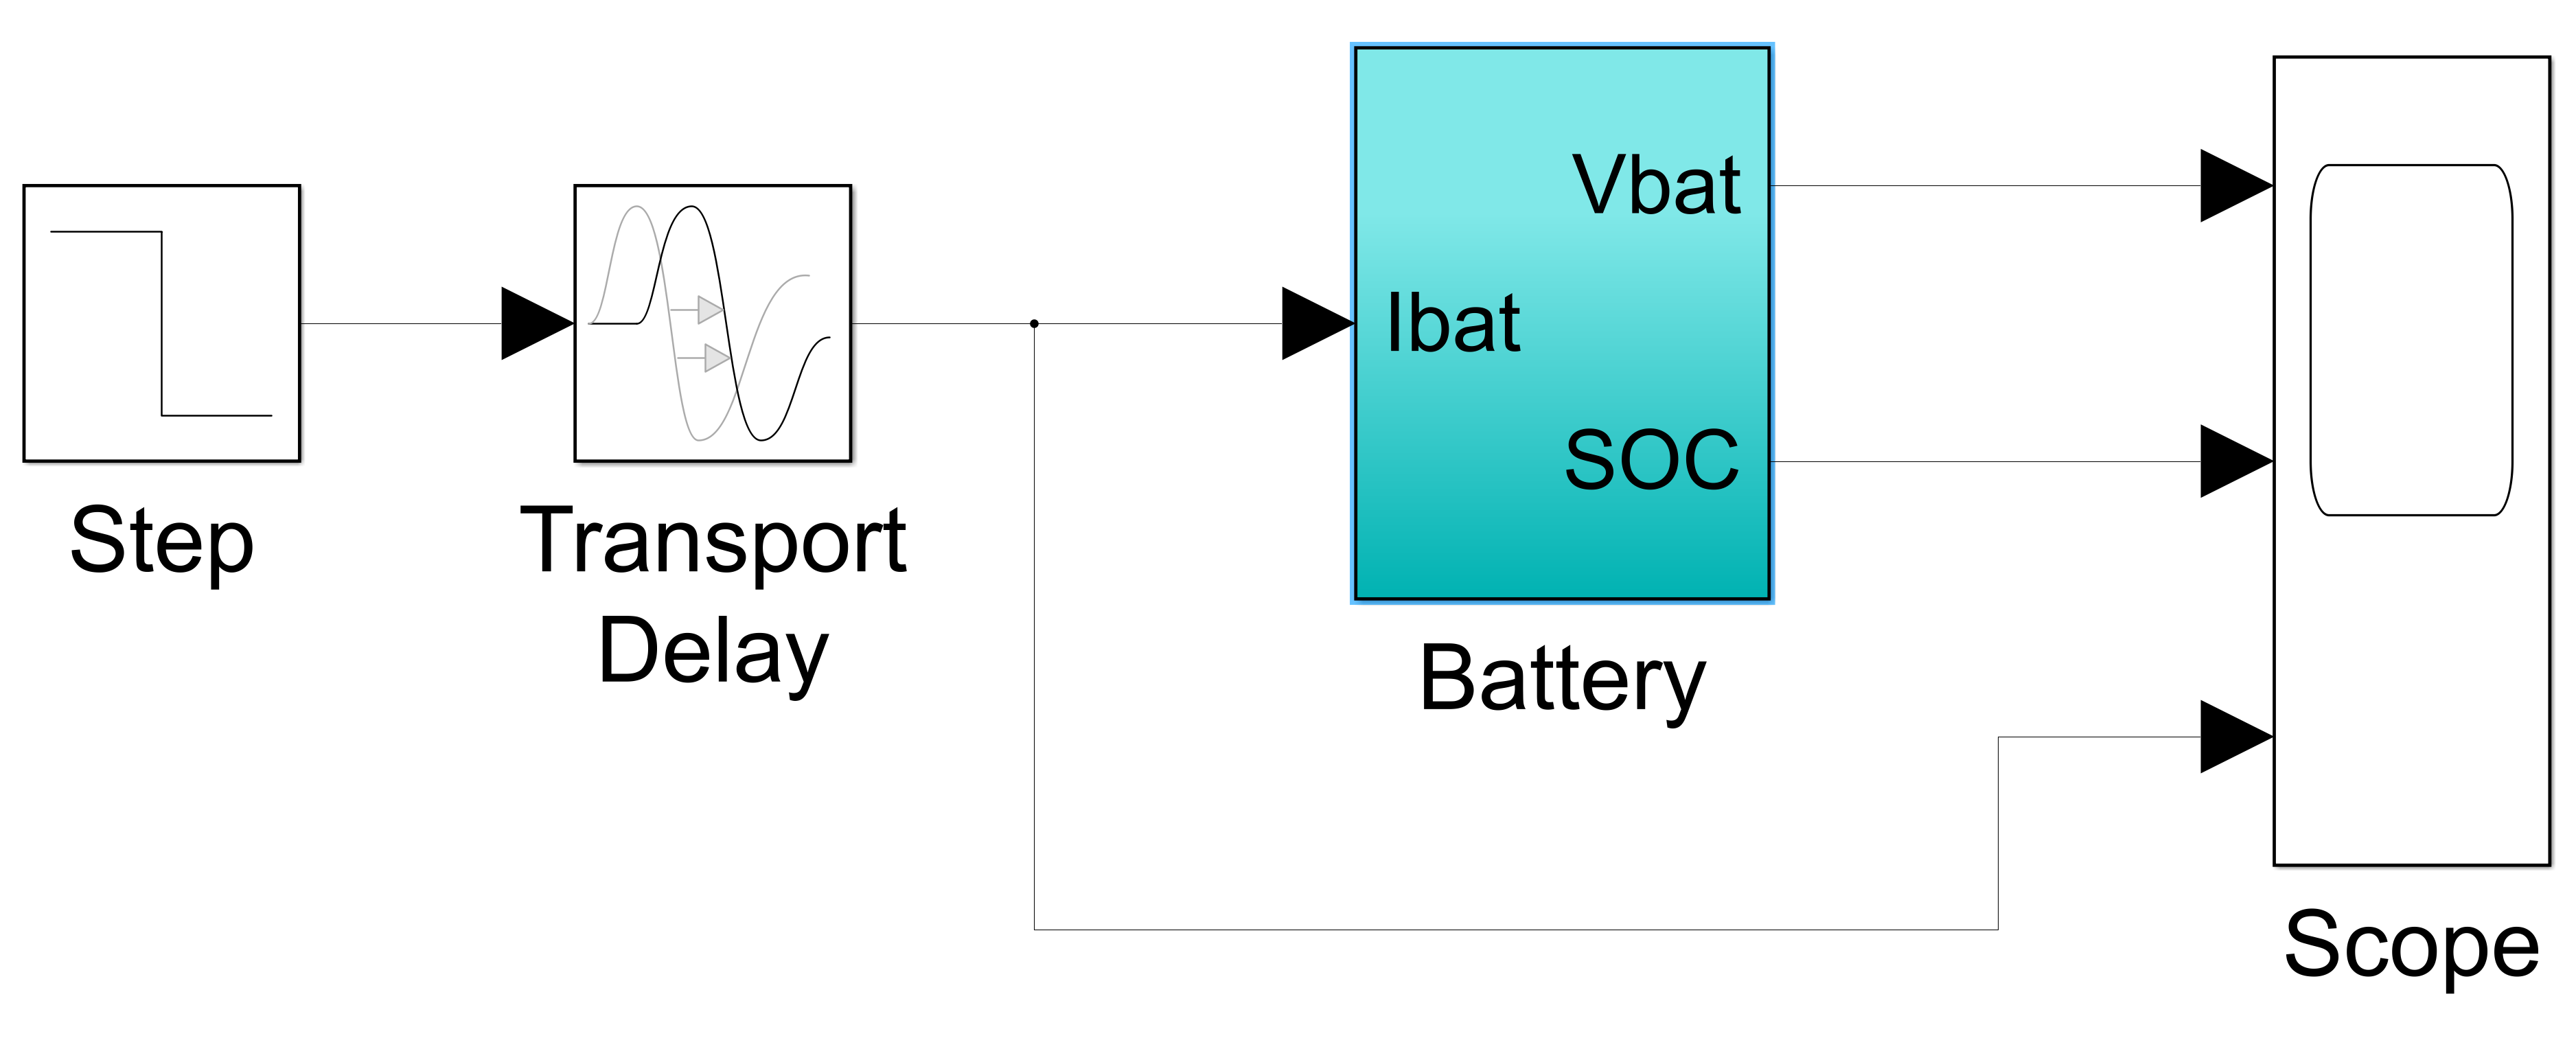 Step
Transport
Delay
Ibat
Vbat
SOC
Battery
Scope